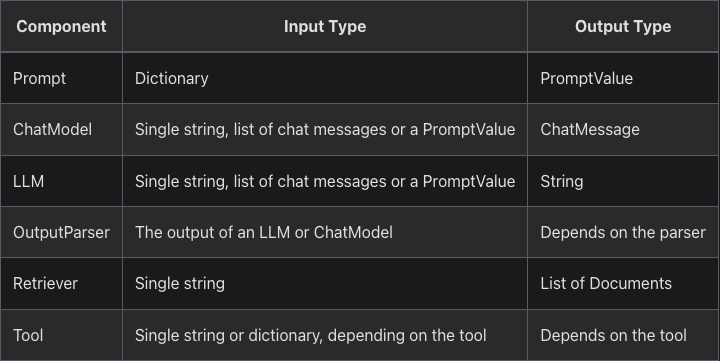 Component Input Type Output Type
Prompt Dictionary PromptValue
ChatModel Single string, list of chat messages or a PromptValue ChatMessage
LLM Single string, list of chat messages or a PromptValue String
OutputParser The output of an LLM or ChatModel Depends on the parser
Retriever Single string List of Documents
Tool Single string or dictionary, depending on the tool Depends on the tool